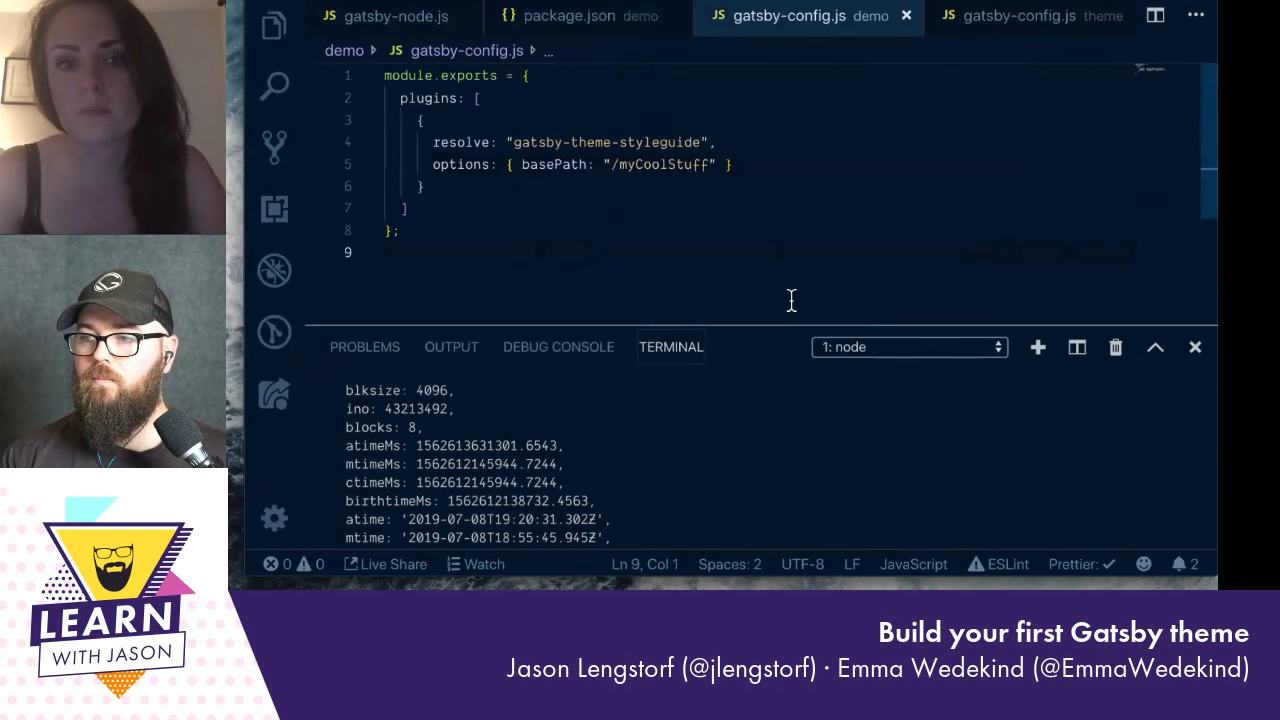 JS gatsby-node.js
{} package.json demo
JS gatsby-config.js demo ×
JS gatsby-config.js theme
demo JS gatsby-config.js ...
1 module.exports = {
2 plugins: [
3 {
4 resolve: "gatsby-theme-styleguide",
5 options: { basePath: "/myCoolStuff" }
6 }
7 ]
8 };
9
PROBLEMS OUTPUT DEBUG CONSOLE TERMINAL
1: node
blksize: 4096,
ino: 43213492,
blocks: 8,
atimeMs: 1562613631301.6543,
mtimeMs: 1562612145944.7244,
ctimeMs: 1562612145944.7244,
birthtimeMs: 1562612138732.4563,
atime: '2019-07-08T19:20:31.302Z',
mtime: '2019-07-08T18:55:45.945Z',
0 0 Live Share Watch Ln 9, Col 1 Spaces: 2 UTF-8 LF JavaScript ESLint Prettier: ✓ 2
LEARN
WITH JASON
Build your first Gatsby theme
Jason Lengstorf (@jlengstorf) · Emma Wedekind (@EmmaWedekind)